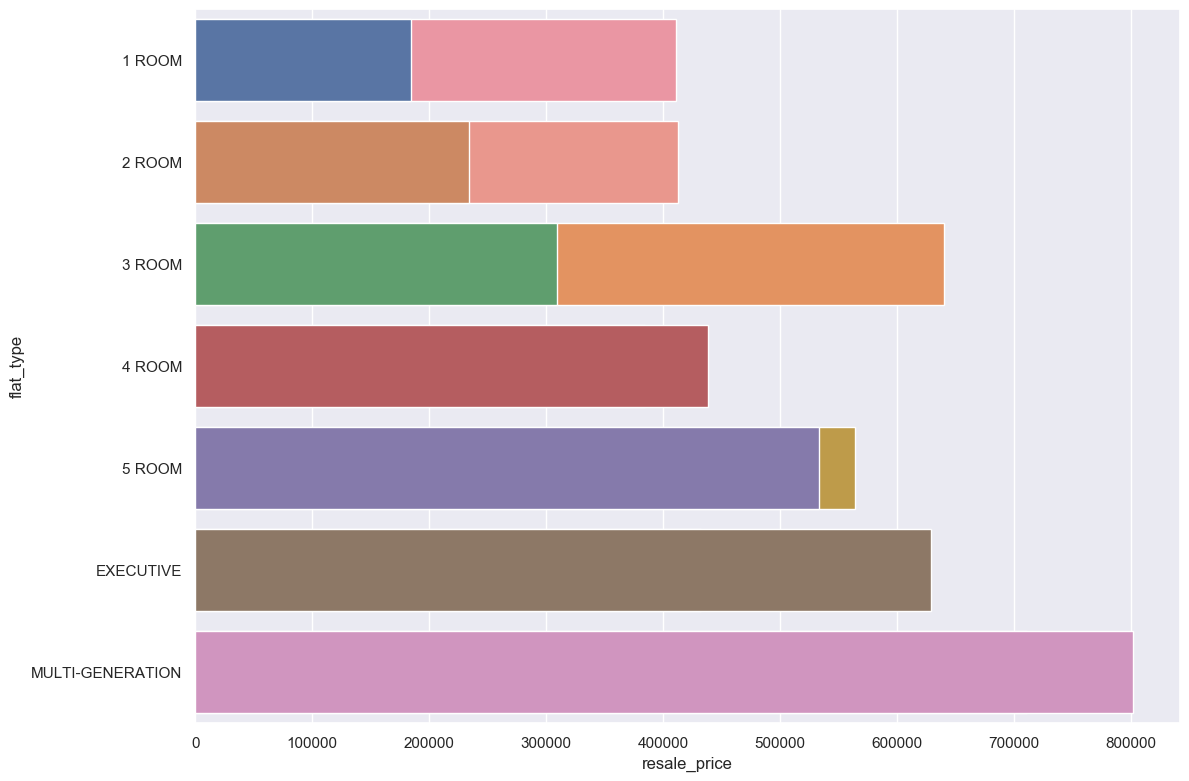 flat_type
1 ROOM
2 ROOM
3 ROOM
4 ROOM
5 ROOM
EXECUTIVE
MULTI-GENERATION
0 100000 200000 300000 400000 500000 600000 700000 800000
resale_price